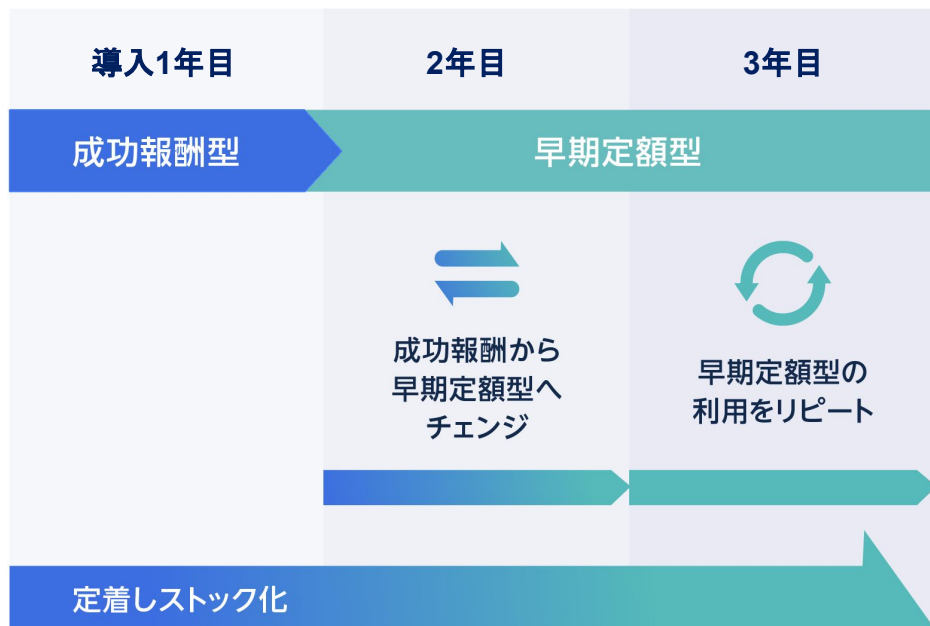 導入1年目
2年目
3年目
成功報酬型
早期定額型
成功報酬から
早期定額型へ
チェンジ
早期定額型の
利用をリピート
定着しストック化